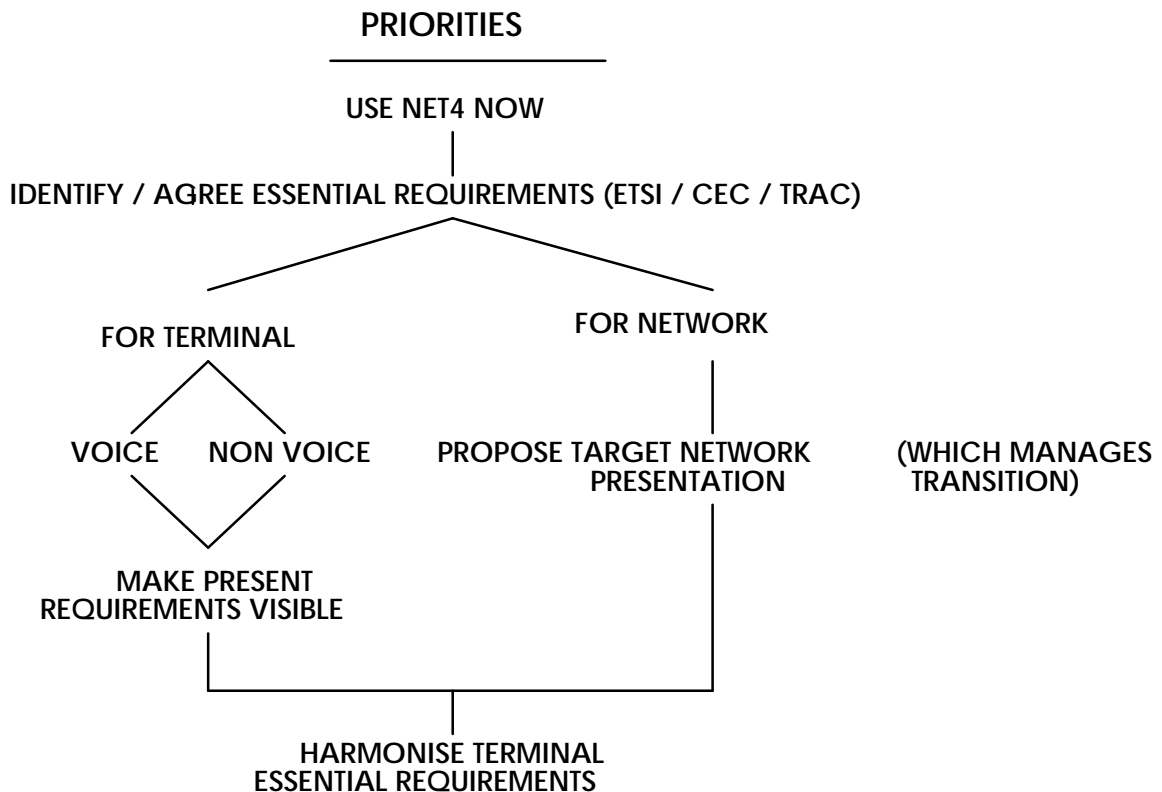 PRIORITIES
USE NET4 NOW
IDENTIFY / AGREE ESSENTIAL REQUIREMENTS (ETSI / CEC / TRAC)
FOR TERMINAL
FOR NETWORK
VOICE
NON VOICE
PROPOSE TARGET NETWORK
PRESENTATION
(WHICH MANAGES
TRANSITION)
MAKE PRESENT
REQUIREMENTS VISIBLE
HARMONISE TERMINAL
ESSENTIAL REQUIREMENTS